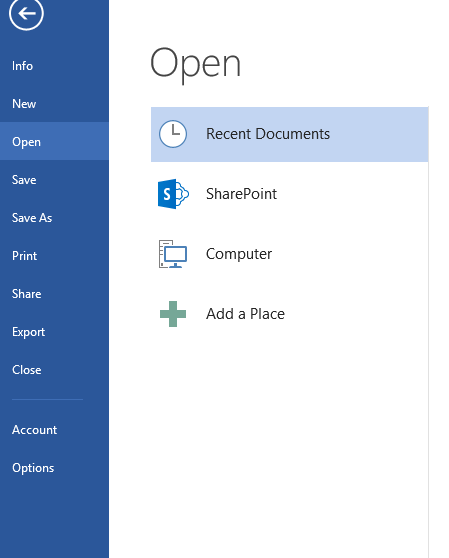 Info
New
Open
Save
Save As
Print
Share
Export
Close
Account
Options
Open
Recent Documents
S
SharePoint
Computer
Add a Place